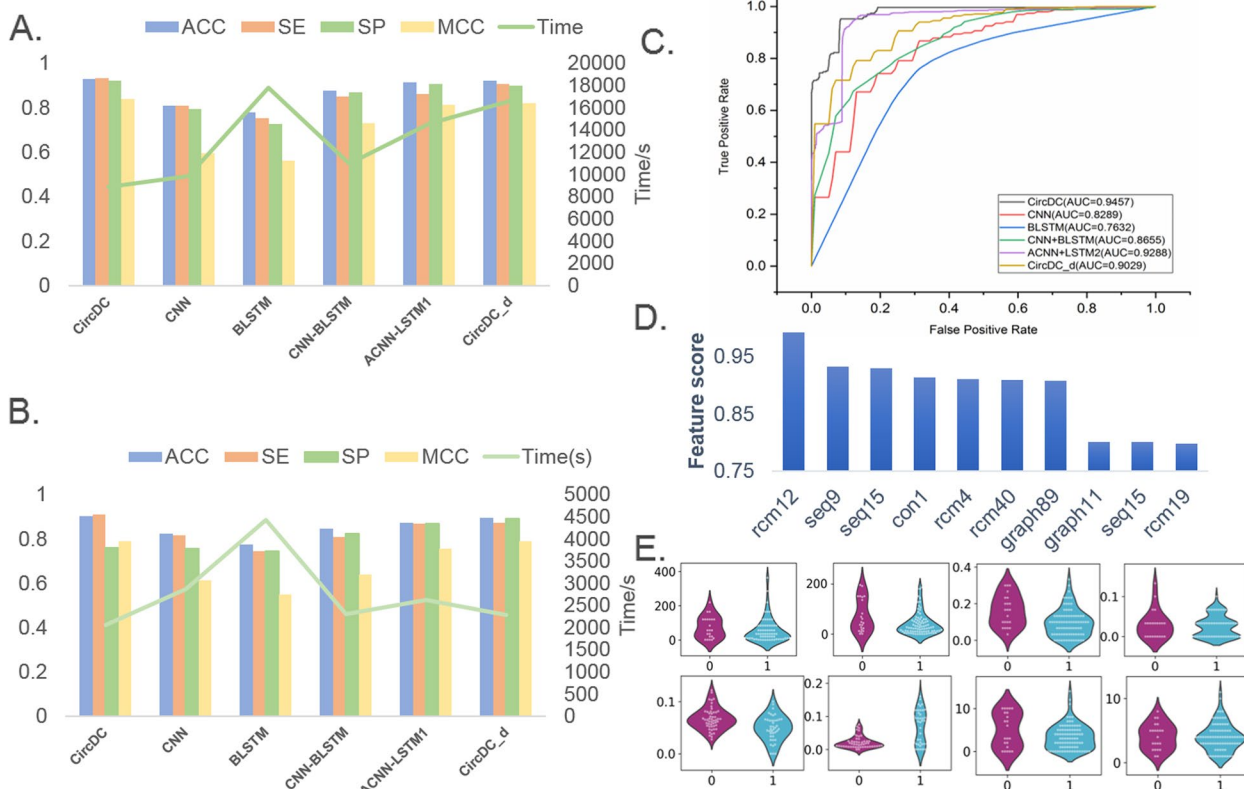 A.
ACC SE SP MCC Time
1
0.8
0.6
0.4
0.2
0
20000
18000
16000
14000
12000
10000
8000
6000
4000
2000
0
Time/s
CircDC
CNN
BLSTM
CNN-BLSTM
ACNN-LSTM1
CircDC_d
B.
ACC SE SP MCC Time(s)
1
0.8
0.6
0.4
0.2
0
5000
4500
4000
3500
3000
2500
2000
1500
1000
500
0
Time/s
CircDC
CNN
BLSTM
CNN-BLSTM
ACNN-LSTM1
CircDC_d
C.
True Positive Rate
1.0
0.8
0.6
0.4
0.2
0.0
CircDC(AUC=0.9457)
CNN(AUC=0.8289)
BLSTM(AUC=0.7632)
CNN+BLSTM(AUC=0.8655)
ACNN+LSTM2(AUC=0.9288)
CircDC_d(AUC=0.9029)
0.0 0.2 0.4 0.6 0.8 1.0
False Positive Rate
D.
Feature score
0.95
0.85
0.75
rcm12
seq9
seq15
con1
rcm4
rcm40
graph89
graph11
seq15
rcm19
E.
400
200
0
0 1
200
0
0 1
0.4
0.2
0.0
0 1
0.1
0.0
0 1
0.1
0.0
0 1
0.2
0.1
0.0
0 1
10
0
0 1
10
0
0 1